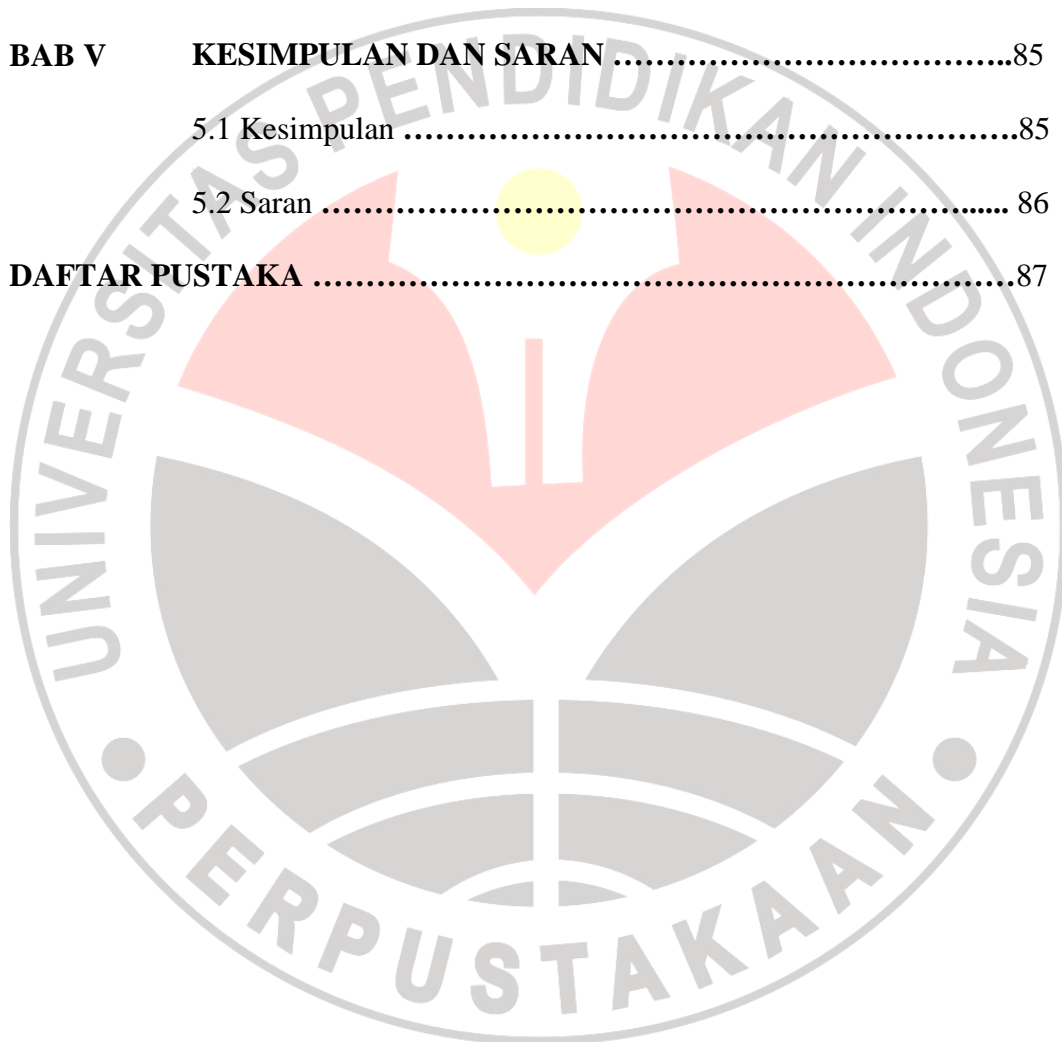 BAB V KESIMPULAN DAN SARAN ………………………………..85
5.1 Kesimpulan …………………………………………………….85
5.2 Saran ……………………………………………………...... 86
DAFTAR PUSTAKA ……………………………………………………………87
UNIVERSITAS PENDIDIKAN INDONESIA
PERPUSTAKAAN